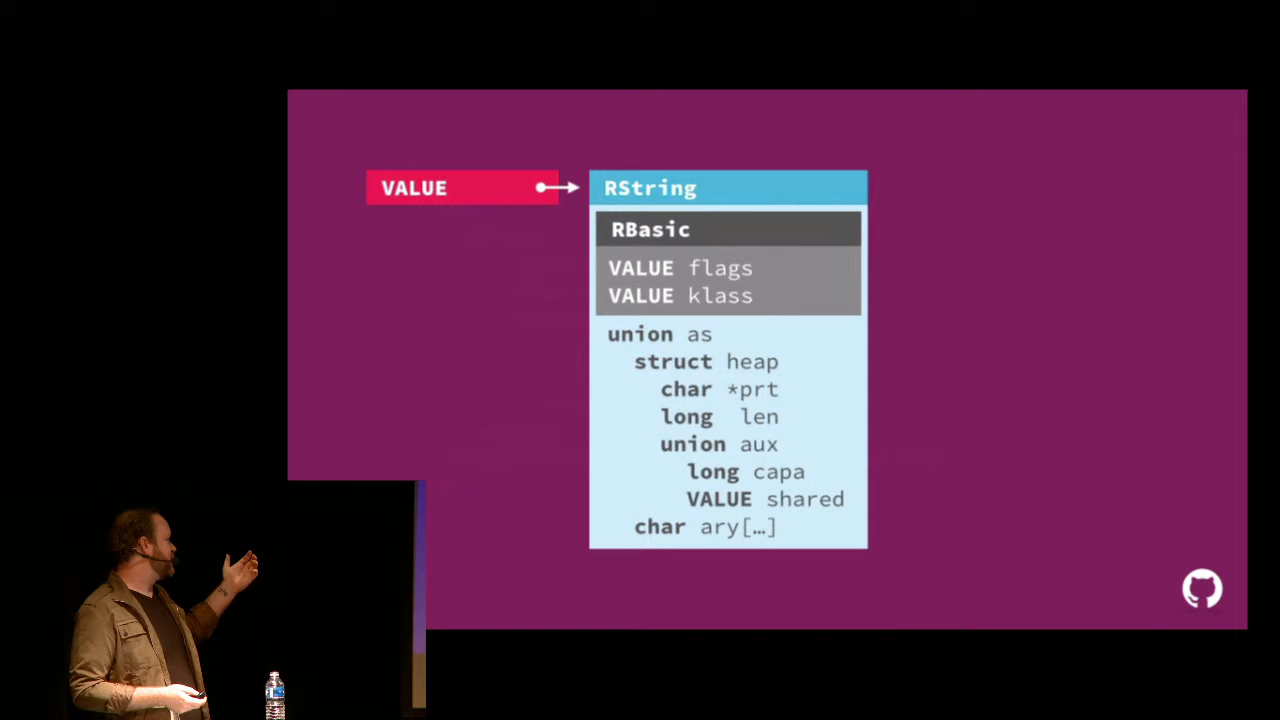 VALUE
RString
RBasic
VALUE flags
VALUE klass
union as
struct heap
char *prt
long len
union aux
long capa
VALUE shared
char ary[…]